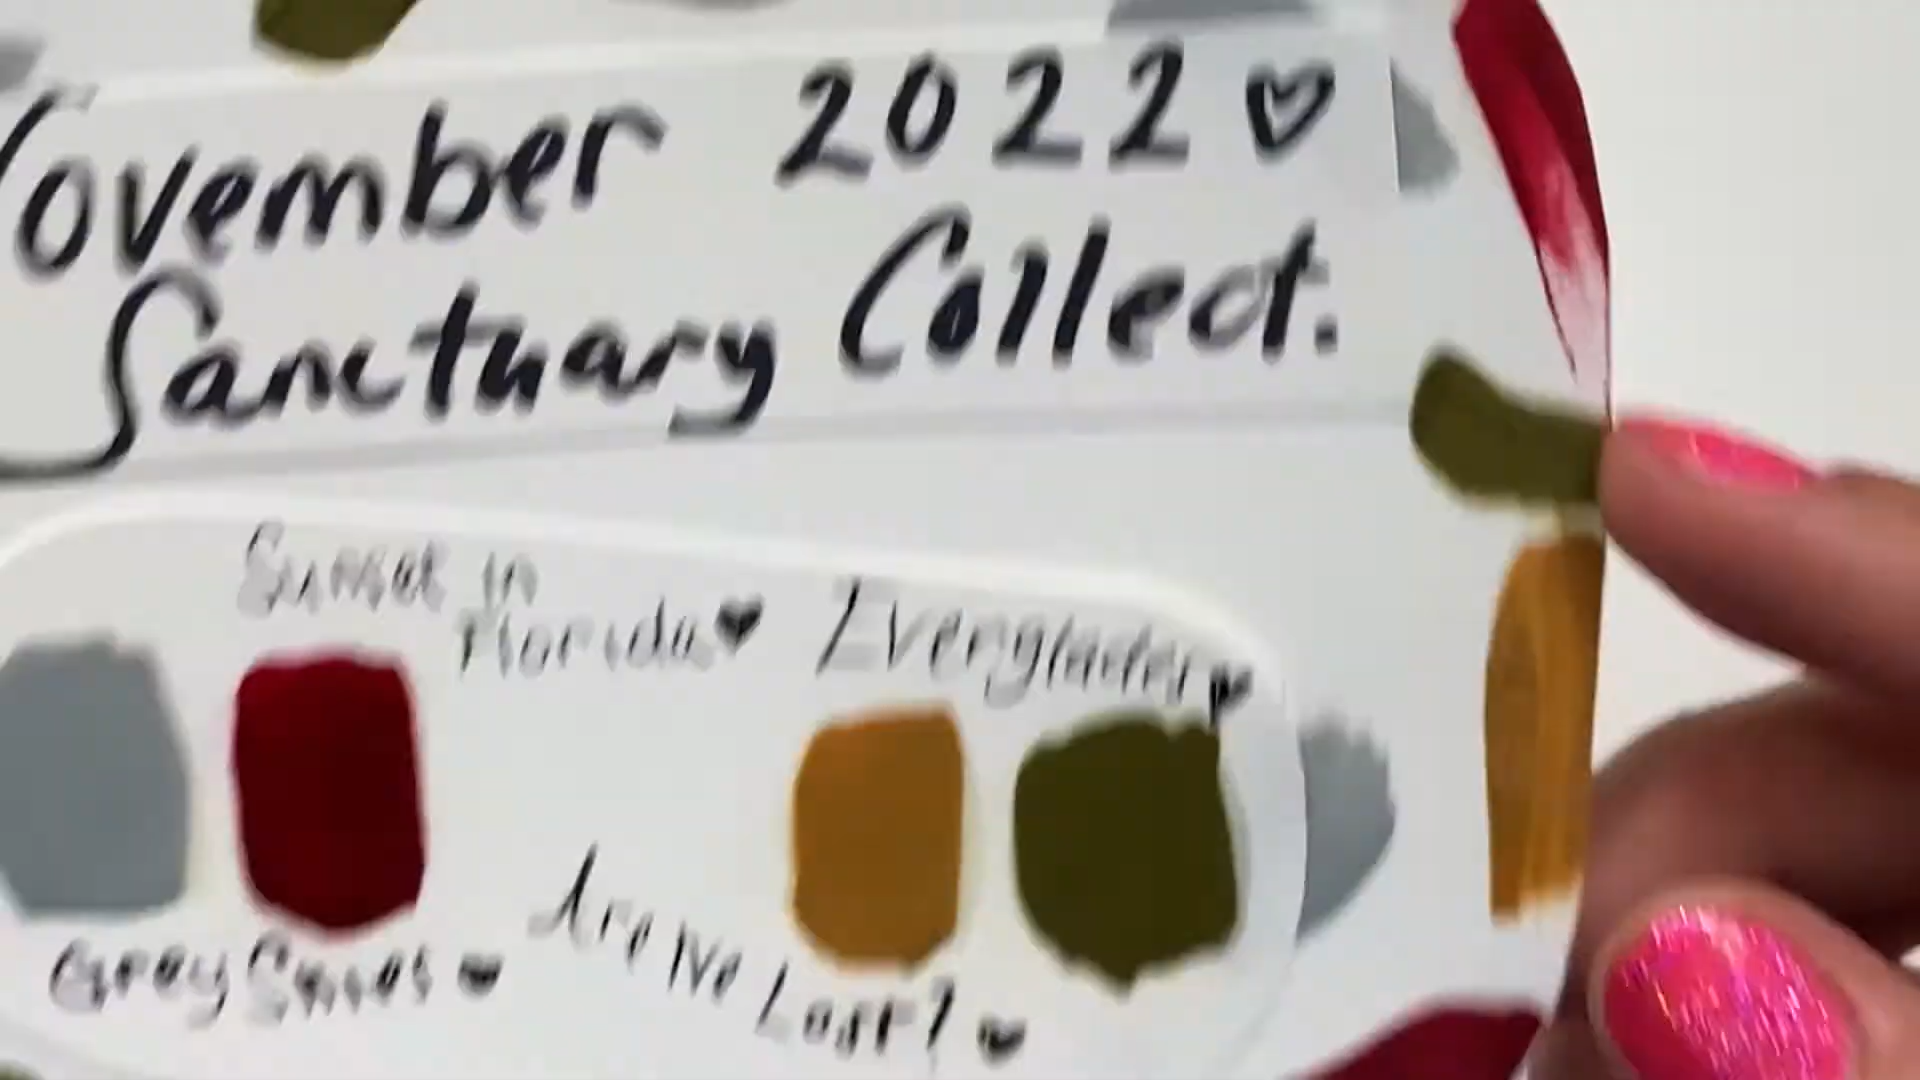 November 2022
Sanctuary Collect.
Sunset in
Florida
Everglades
Grey Skies
Are We
Lost?